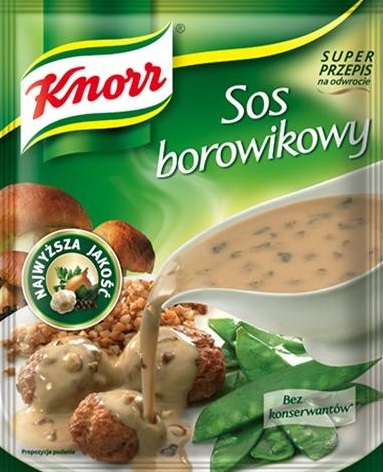 Knorr
®
SUPER
PRZEPIS
na odwrocie
Sos
borowikowy
NAJWYŻSZA JAKOŚĆ
Bez
konserwantów*
Propozycja podania